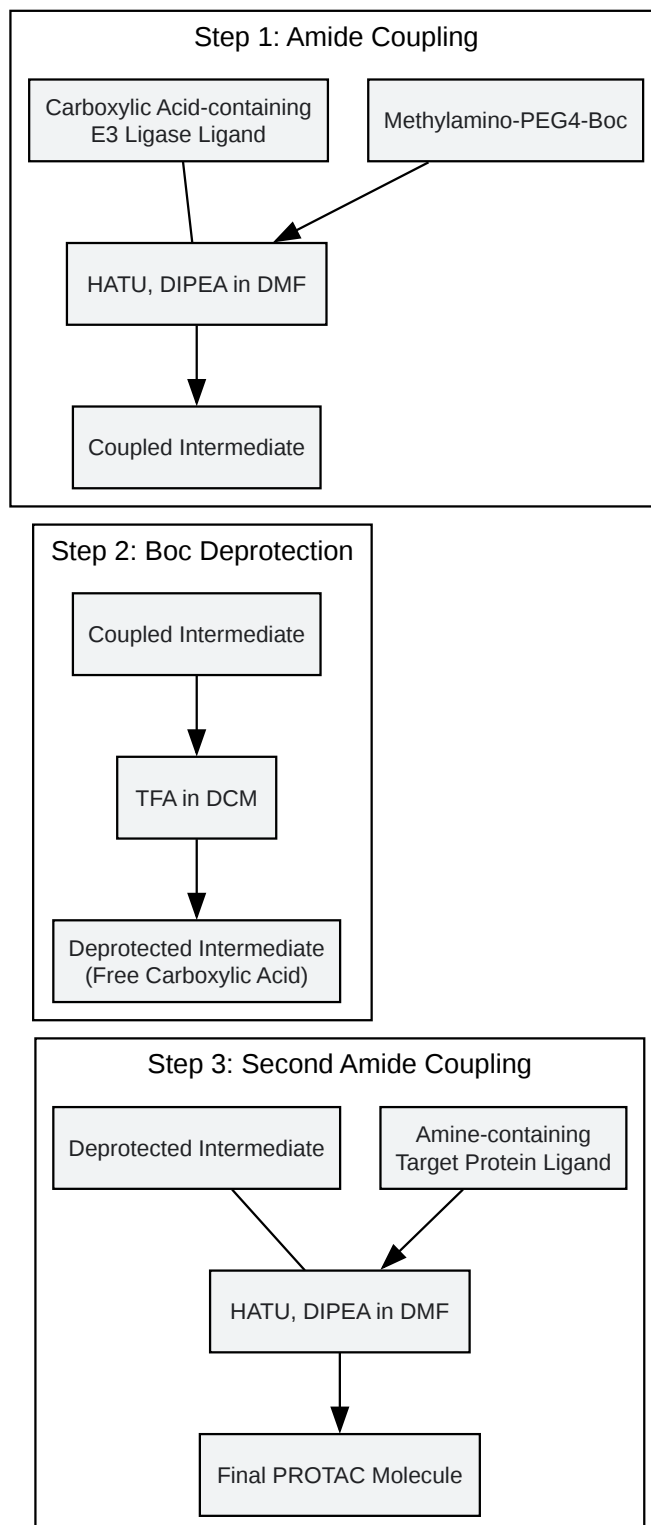 Step 1: Amide Coupling
Carboxylic Acid-containing
E3 Ligase Ligand
Methylamino-PEG4-Boc
HATU, DIPEA in DMF
Coupled Intermediate
Step 2: Boc Deprotection
Coupled Intermediate
TFA in DCM
Deprotected Intermediate
(Free Carboxylic Acid)
Step 3: Second Amide Coupling
Deprotected Intermediate
Amine-containing
Target Protein Ligand
HATU, DIPEA in DMF
Final PROTAC Molecule